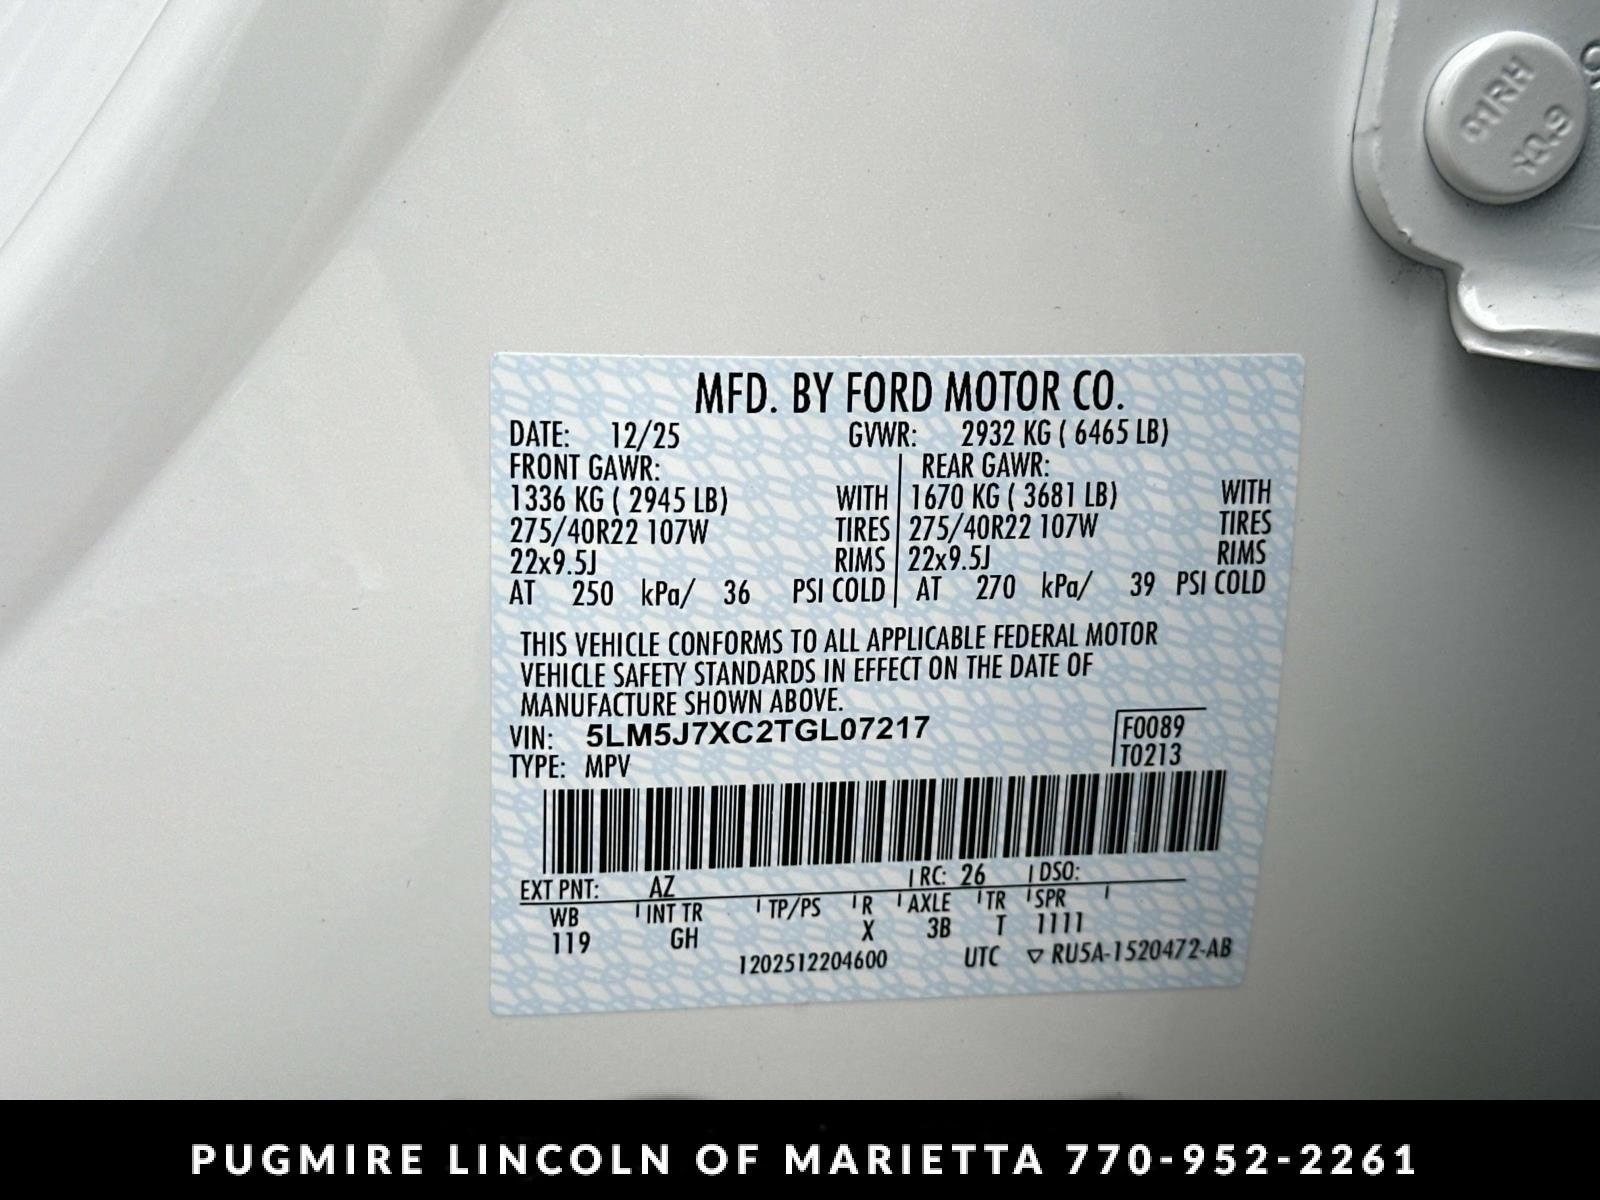 01RH
10.9
MFD. BY FORD MOTOR CO.
DATE: 12/25 GVWR: 2932 KG ( 6465 LB)
FRONT GAWR: REAR GAWR:
1336 KG ( 2945 LB) WITH 1670 KG ( 3681 LB) WITH
275/40R22 107W TIRES 275/40R22 107W TIRES
22x9.5J RIMS 22x9.5J RIMS
AT 250 kPa/ 36 PSI COLD AT 270 kPa/ 39 PSI COLD
THIS VEHICLE CONFORMS TO ALL APPLICABLE FEDERAL MOTOR
VEHICLE SAFETY STANDARDS IN EFFECT ON THE DATE OF
MANUFACTURE SHOWN ABOVE.
VIN: 5LM5J7XC2TGL07217 F0089
TYPE: MPV T0213
EXT PNT: AZ RC: 26 DSO:
WB INT TR TP/PS R AXLE TR SPR
119 GH X 3B T 1111
1202512204600 UTC ▽ RU5A-1520472-AB
PUGMIRE LINCOLN OF MARIETTA 770-952-2261